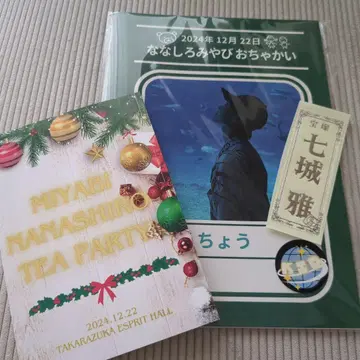 2024年12月22日
ななしろみやび おちゃかい
ちょう
宝塚
七城雅
MIYABI
NANASHIRO
TEA PARTY
2024.12.22
TAKARAZUKA ESPRIT HALL